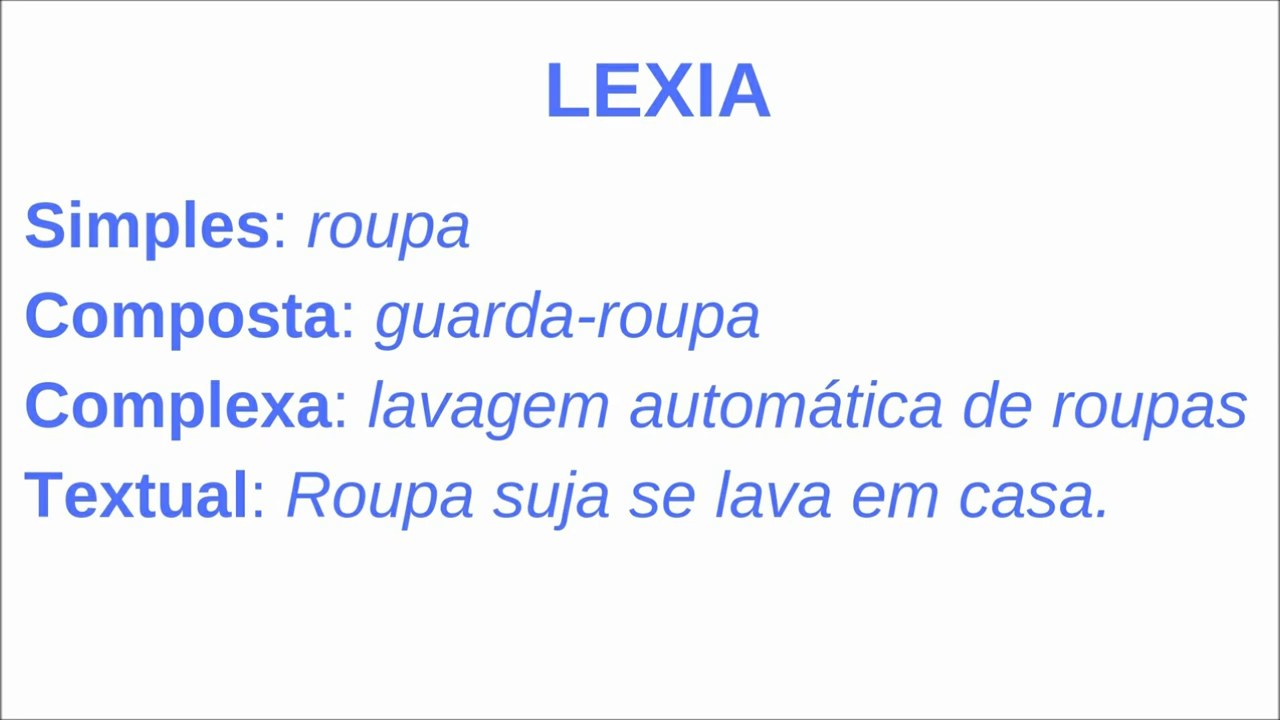 LEXIA
Simples: roupa
Composta: guarda-roupa
Complexa: lavagem automática de roupas
Textual: Roupa suja se lava em casa.